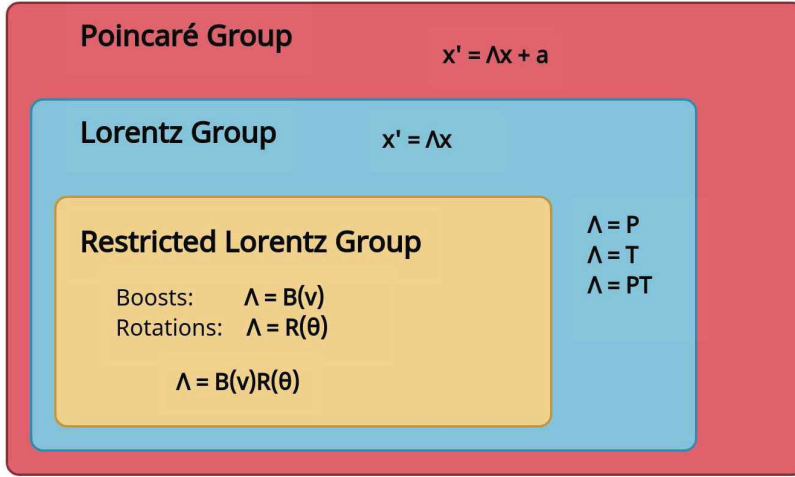 Poincaré Group
x' = Λx + a
Lorentz Group
x' = Λx
Restricted Lorentz Group
Boosts: Λ = B(v)
Rotations: Λ = R(θ)
Λ = B(v)R(θ)
Λ = P
Λ = T
Λ = PT